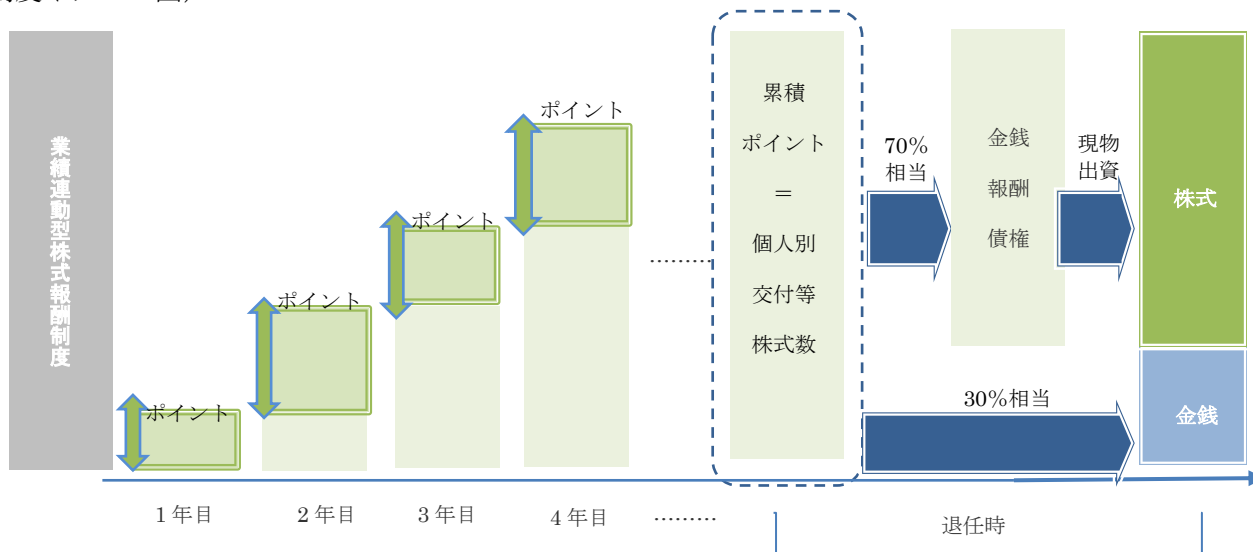 業績連動型株式報酬制度
ポイント
ポイント
ポイント
ポイント
………
累積
ポイント
＝
個人別
交付等
株式数
70%
相当
金銭
報酬
債権
現物
出資
株式
30%相当
金銭
1 年目
2 年目
3 年目
4 年目
………
退任時